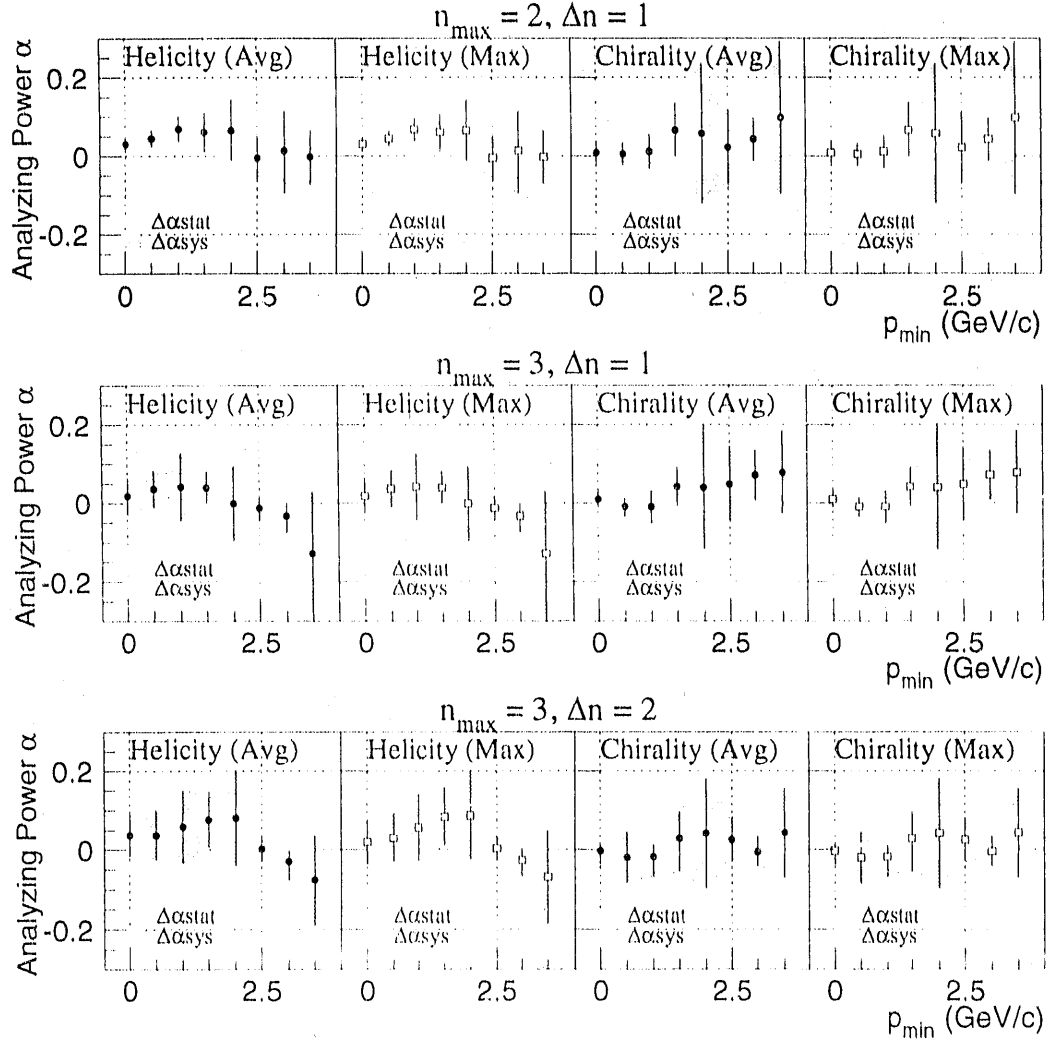 n_max = 2, Δn = 1
Analyzing Power α
Helicity (Avg) Helicity (Max) Chirality (Avg) Chirality (Max)
0.2
0
-0.2
Δαstat Δαstat Δαstat Δαstat
Δαsys Δαsys Δαsys Δαsys
0 2.5 0 2.5 0 2.5 0 2.5
p_min (GeV/c)
n_max = 3, Δn = 1
Analyzing Power α
Helicity (Avg) Helicity (Max) Chirality (Avg) Chirality (Max)
0.2
0
-0.2
Δαstat Δαstat Δαstat Δαstat
Δαsys Δαsys Δαsys Δαsys
0 2.5 0 2.5 0 2.5 0 2.5
p_min (GeV/c)
n_max = 3, Δn = 2
Analyzing Power α
Helicity (Avg) Helicity (Max) Chirality (Avg) Chirality (Max)
0.2
0
-0.2
Δαstat Δαstat Δαstat Δαstat
Δαsys Δαsys Δαsys Δαsys
0 2.5 0 2.5 0 2.5 0 2.5
p_min (GeV/c)